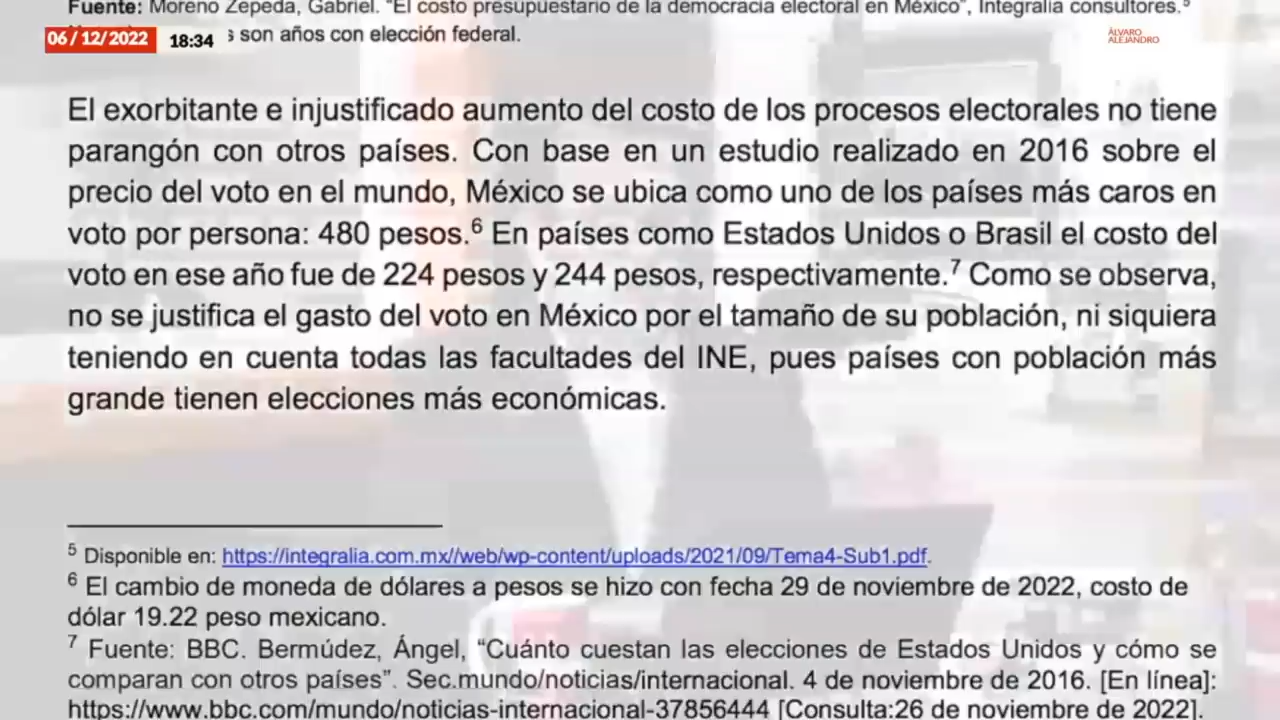 Fuente: Moreno Zepeda, Gabriel. “El costo presupuestario de la democracia electoral en México”, Integralia consultores.⁵
06/12/2022 18:34 s son años con elección federal.
ÁLVARO
ALEJANDRO
El exorbitante e injustificado aumento del costo de los procesos electorales no tiene
parangón con otros países. Con base en un estudio realizado en 2016 sobre el
precio del voto en el mundo, México se ubica como uno de los países más caros en
voto por persona: 480 pesos.⁶ En países como Estados Unidos o Brasil el costo del
voto en ese año fue de 224 pesos y 244 pesos, respectivamente.⁷ Como se observa,
no se justifica el gasto del voto en México por el tamaño de su población, ni siquiera
teniendo en cuenta todas las facultades del INE, pues países con población más
grande tienen elecciones más económicas.
⁵ Disponible en: https://integralia.com.mx//web/wp-content/uploads/2021/09/Tema4-Sub1.pdf.
⁶ El cambio de moneda de dólares a pesos se hizo con fecha 29 de noviembre de 2022, costo de
dólar 19.22 peso mexicano.
⁷ Fuente: BBC. Bermúdez, Ángel, “Cuánto cuestan las elecciones de Estados Unidos y cómo se
comparan con otros países”. Sec.mundo/noticias/internacional. 4 de noviembre de 2016. [En línea]:
https://www.bbc.com/mundo/noticias-internacional-37856444 [Consulta:26 de noviembre de 2022].